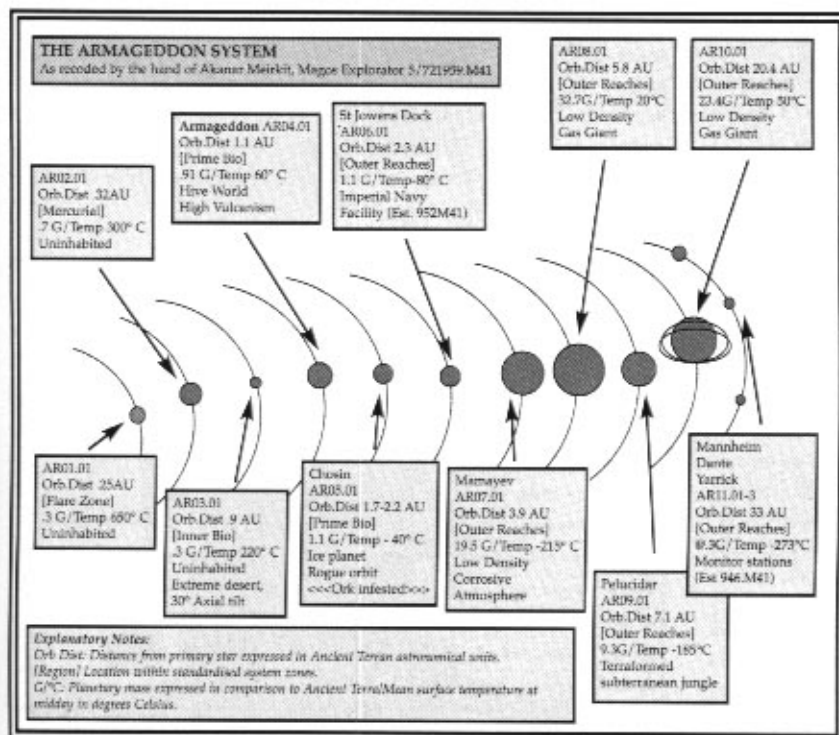 THE ARMAGEDDON SYSTEM
As recoded by the hand of Akanar Meirkit, Magos Explorator 5/721959.M41
AR08.01
Orb.Dist 5.8 AU
[Outer Reaches]
32.7G/Temp 20°C
Low Density
Gas Giant
AR10.01
Orb.Dist 20.4 AU
[Outer Reaches]
23.4G/Temp 50°C
Low Density
Gas Giant
St Jowens Dock
AR06.01
Orb.Dist 2.3 AU
[Outer Reaches]
1.1 G/Temp-80° C
Imperial Navy
Facility (Est. 952M41)
Armageddon AR04.01
Orb.Dist 1.1 AU
[Prime Bio]
.91 G/Temp 60° C
Hive World
High Vulcanism
AR02.01
Orb.Dist .32AU
[Mercurial]
.7 G/Temp 300° C
Uninhabited
AR01.01
Orb.Dist .25AU
[Flare Zone]
.3 G/Temp 650° C
Uninhabited
AR03.01
Orb.Dist .9 AU
[Inner Bio]
.3 G/Temp 220° C
Uninhabited
Extreme desert,
30° Axial tilt
Chosin
AR05.01
Orb.Dist 1.7-2.2 AU
[Prime Bio]
1.1 G/Temp - 40° C
Ice planet
Rogue orbit
<<<Ork infested>>>
Mamayev
AR07.01
Orb.Dist 3.9 AU
[Outer Reaches]
19.5 G/Temp -215° C
Low Density
Corrosive
Atmosphere
Pelucidar
AR09.01
Orb.Dist 7.1 AU
[Outer Reaches]
9.3G/Temp -165°C
Terraformed
subterranean jungle
Mannheim
Dante
Yarrick
AR11.01-3
Orb.Dist 33 AU
[Outer Reaches]
@.3G/Temp -273°C
Monitor stations
(Est 946.M41)
Explanatory Notes:
Orb Dist: Distance from primary star expressed in Ancient Terran astronomical units.
[Region] Location within standardised system zones.
G/°C: Planetary mass expressed in comparison to Ancient Terra/Mean surface temperature at
midday in degrees Celsius.